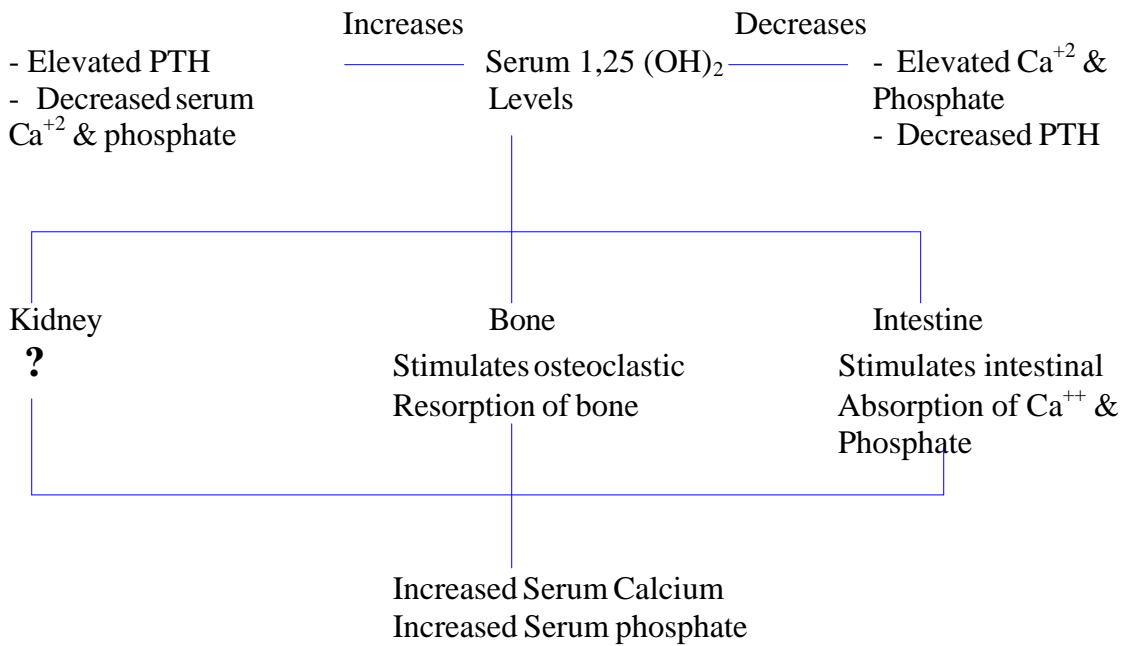 Increases
Decreases
- Elevated PTH
- Decreased serum
Ca+2 & phosphate
Serum 1,25 (OH)2
Levels
- Elevated Ca+2 &
Phosphate
- Decreased PTH
Kidney
?
Bone
Stimulates osteoclastic
Resorption of bone
Intestine
Stimulates intestinal
Absorption of Ca++ &
Phosphate
Increased Serum Calcium
Increased Serum phosphate